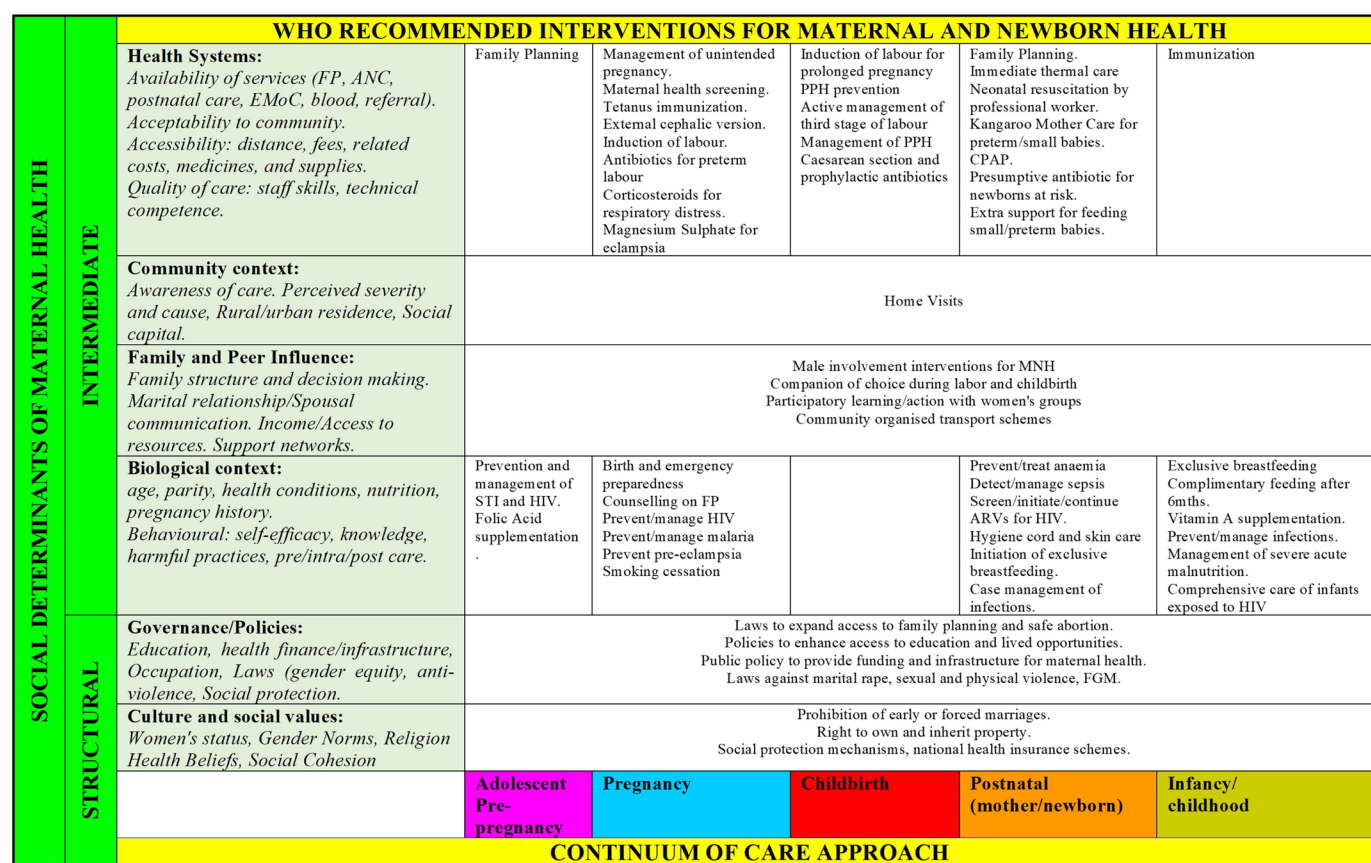 WHO RECOMMENDED INTERVENTIONS FOR MATERNAL AND NEWBORN HEALTH
SOCIAL DETERMINANTS OF MATERNAL HEALTH
INTERMEDIATE
Health Systems:
Availability of services (FP, ANC,
postnatal care, EMoC, blood, referral).
Acceptability to community.
Accessibility: distance, fees, related
costs, medicines, and supplies.
Quality of care: staff skills, technical
competence.
Family Planning
Management of unintended
pregnancy.
Maternal health screening.
Tetanus immunization.
External cephalic version.
Induction of labour.
Antibiotics for preterm
labour
Corticosteroids for
respiratory distress.
Magnesium Sulphate for
eclampsia
Induction of labour for
prolonged pregnancy
PPH prevention
Active management of
third stage of labour
Management of PPH
Caesarean section and
prophylactic antibiotics
Family Planning.
Immediate thermal care
Neonatal resuscitation by
professional worker.
Kangaroo Mother Care for
preterm/small babies.
CPAP.
Presumptive antibiotic for
newborns at risk.
Extra support for feeding
small/preterm babies.
Immunization
Community context:
Awareness of care. Perceived severity
and cause, Rural/urban residence, Social
capital.
Home Visits
Family and Peer Influence:
Family structure and decision making.
Marital relationship/Spousal
communication. Income/Access to
resources. Support networks.
Male involvement interventions for MNH
Companion of choice during labor and childbirth
Participatory learning/action with women's groups
Community organised transport schemes
Biological context:
age, parity, health conditions, nutrition,
pregnancy history.
Behavioural: self-efficacy, knowledge,
harmful practices, pre/intra/post care.
Prevention and
management of
STI and HIV.
Folic Acid
supplementation
.
Birth and emergency
preparedness
Counselling on FP
Prevent/manage HIV
Prevent/manage malaria
Prevent pre-eclampsia
Smoking cessation
Prevent/treat anaemia
Detect/manage sepsis
Screen/initiate/continue
ARVs for HIV.
Hygiene cord and skin care
Initiation of exclusive
breastfeeding.
Case management of
infections.
Exclusive breastfeeding
Complimentary feeding after
6mths.
Vitamin A supplementation.
Prevent/manage infections.
Management of severe acute
malnutrition.
Comprehensive care of infants
exposed to HIV
STRUCTURAL
Governance/Policies:
Education, health finance/infrastructure,
Occupation, Laws (gender equity, anti-
violence, Social protection.
Laws to expand access to family planning and safe abortion.
Policies to enhance access to education and lived opportunities.
Public policy to provide funding and infrastructure for maternal health.
Laws against marital rape, sexual and physical violence, FGM.
Culture and social values:
Women's status, Gender Norms, Religion
Health Beliefs, Social Cohesion
Prohibition of early or forced marriages.
Right to own and inherit property.
Social protection mechanisms, national health insurance schemes.
Adolescent
Pre-
pregnancy
Pregnancy
Childbirth
Postnatal
(mother/newborn)
Infancy/
childhood
CONTINUUM OF CARE APPROACH